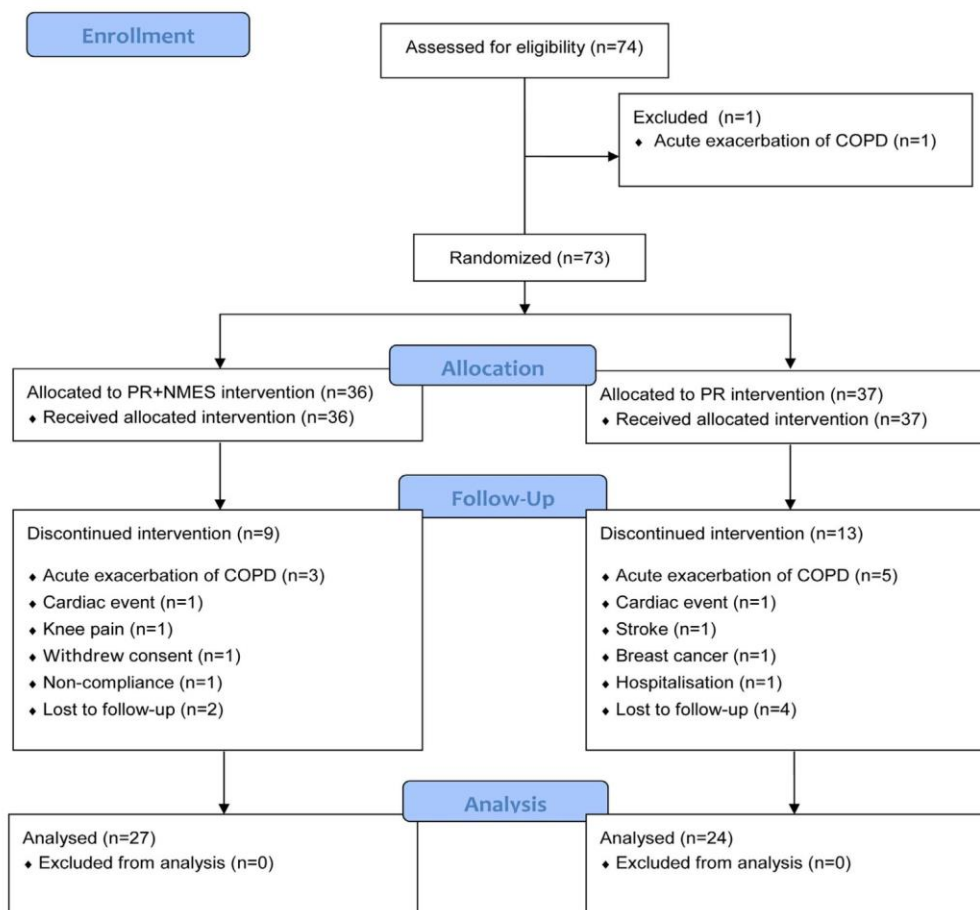 Enrollment
Assessed for eligibility (n=74)
Excluded (n=1)
♦ Acute exacerbation of COPD (n=1)
Randomized (n=73)
Allocation
Allocated to PR+NMES intervention (n=36)
♦ Received allocated intervention (n=36)
Allocated to PR intervention (n=37)
♦ Received allocated intervention (n=37)
Follow-Up
Discontinued intervention (n=9)
♦ Acute exacerbation of COPD (n=3)
♦ Cardiac event (n=1)
♦ Knee pain (n=1)
♦ Withdrew consent (n=1)
♦ Non-compliance (n=1)
♦ Lost to follow-up (n=2)
Discontinued intervention (n=13)
♦ Acute exacerbation of COPD (n=5)
♦ Cardiac event (n=1)
♦ Stroke (n=1)
♦ Breast cancer (n=1)
♦ Hospitalisation (n=1)
♦ Lost to follow-up (n=4)
Analysis
Analysed (n=27)
♦ Excluded from analysis (n=0)
Analysed (n=24)
♦ Excluded from analysis (n=0)